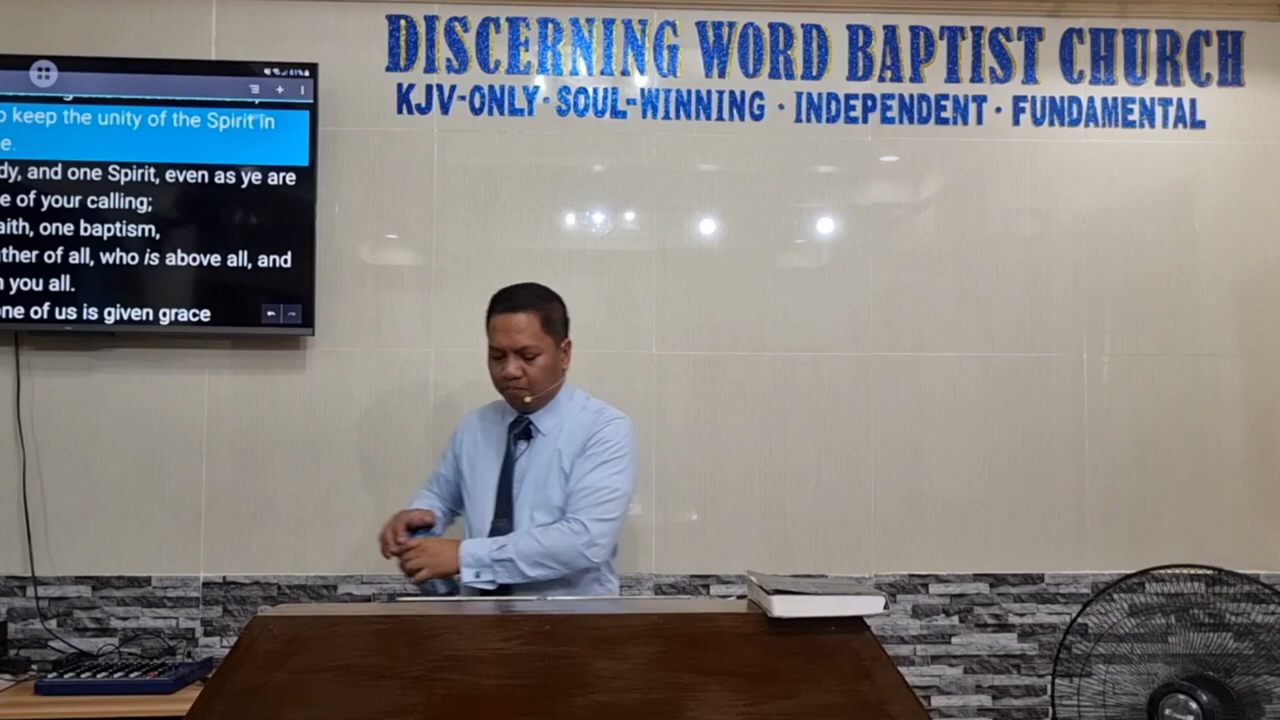 DISCERNING WORD BAPTIST CHURCH
KJV-ONLY · SOUL-WINNING · INDEPENDENT · FUNDAMENTAL
61%
keep the unity of the Spirit in
e.
dy, and one Spirit, even as ye are
e of your calling;
aith, one baptism,
ther of all, who is above all, and
you all.
ne of us is given grace